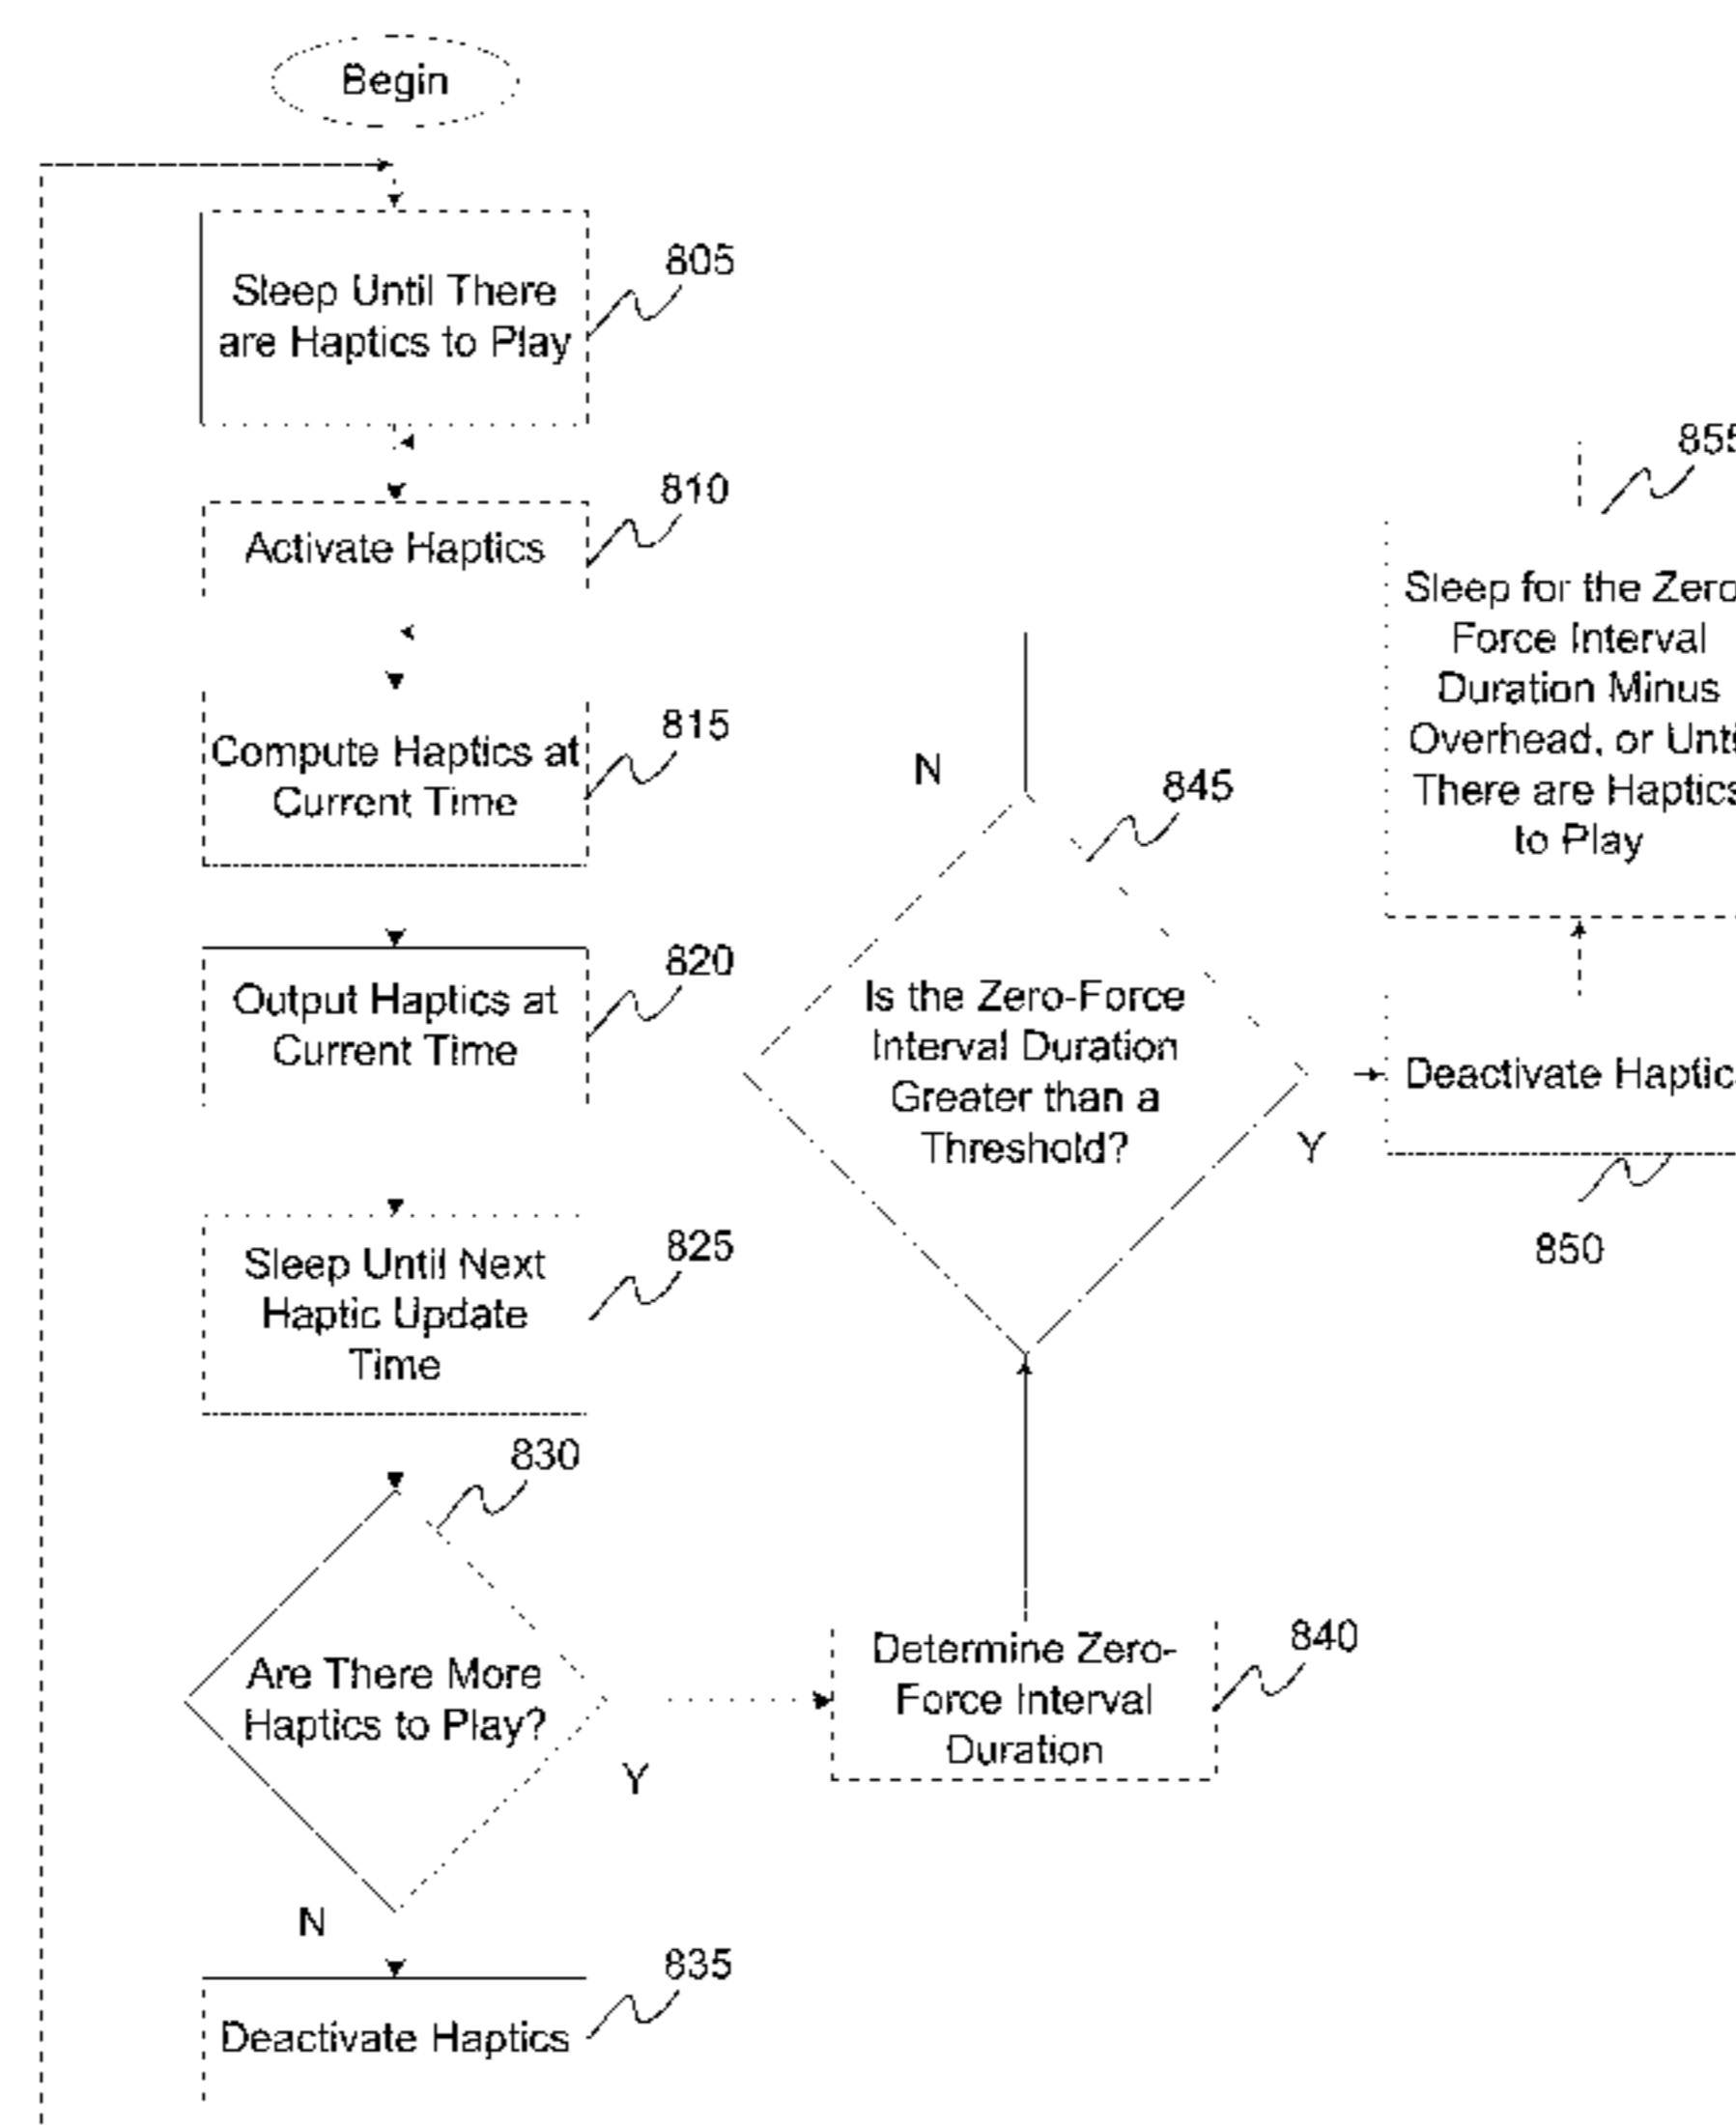 Begin
Sleep Until There
are Haptics to Play
805
Activate Haptics
810
Compute Haptics at
Current Time
815
Output Haptics at
Current Time
820
Sleep Until Next
Haptic Update
Time
825
830
Are There More
Haptics to Play?
Y
N
Deactivate Haptics
835
Determine Zero-
Force Interval
Duration
840
N
845
Is the Zero-Force
Interval Duration
Greater than a
Threshold?
Y
Deactivate
850
855
Sleep for the
Force Interval
Duration Minus
Overhead, or
There are Haptics
to Play